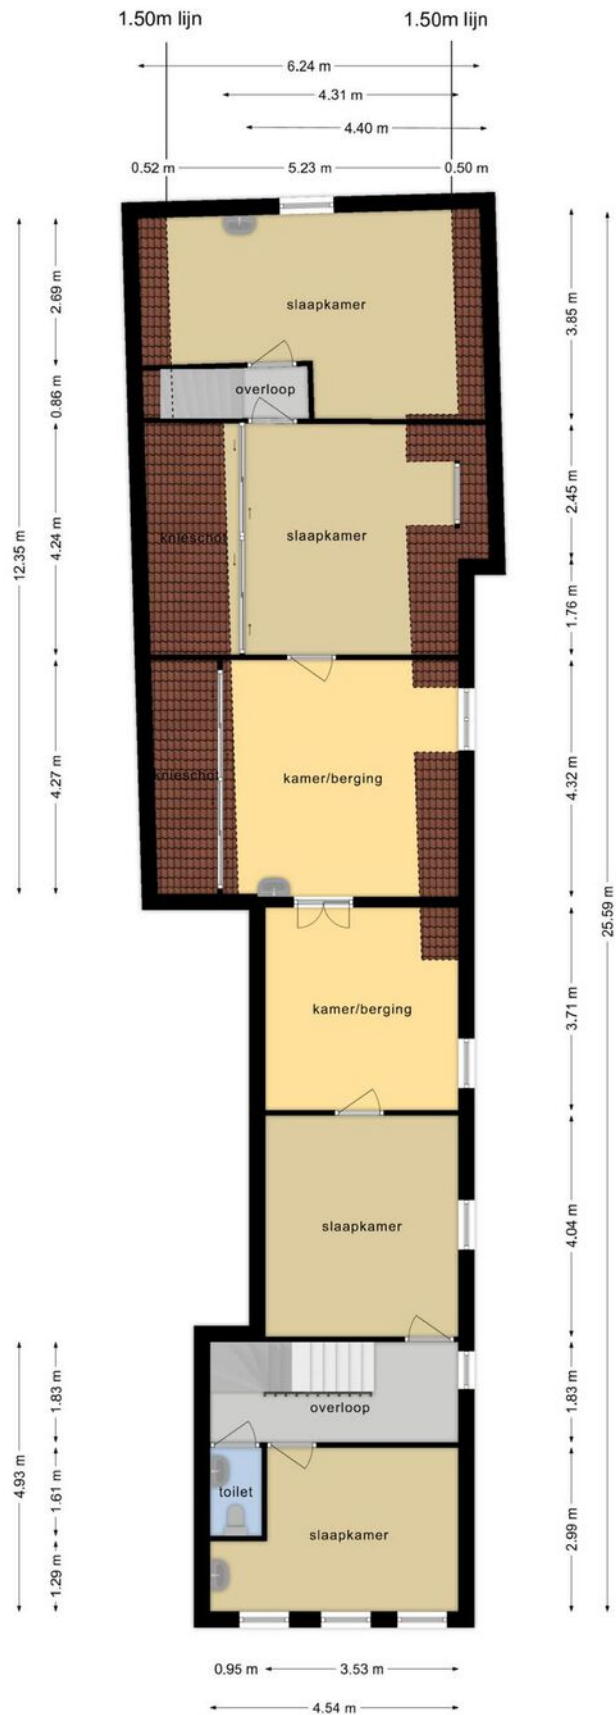 1.50m lijn 1.50m lijn
6.24 m
4.31 m
4.40 m
0.52 m 5.23 m 0.50 m
2.69 m
3.85 m
slaapkamer
0.86 m
overloop
12.35 m
4.24 m
2.45 m
knieschot
slaapkamer
1.76 m
4.27 m
4.32 m
knieschot
kamer/berging
25.59 m
3.71 m
kamer/berging
4.04 m
slaapkamer
4.93 m
1.83 m
1.83 m
overloop
1.61 m
toilet
2.99 m
slaapkamer
1.29 m
0.95 m 3.53 m
4.54 m